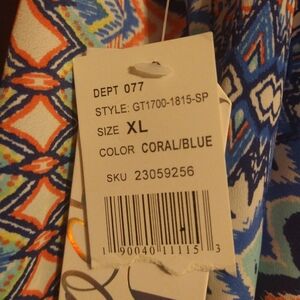 DEPT 077
STYLE: GT1700-1815-SP
SIZE XL
COLOR CORAL/BLUE
SKU 23059256
1 90040 11115 3